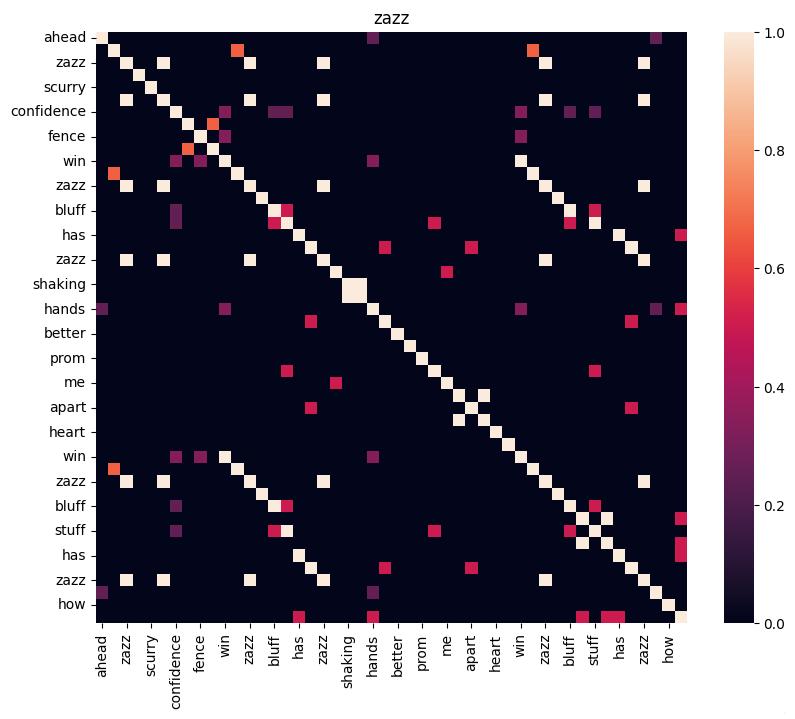 zazz
ahead
zazz
scurry
confidence
fence
win
zazz
bluff
has
zazz
shaking
hands
better
prom
me
apart
heart
win
zazz
bluff
stuff
has
zazz
how
ahead
zazz
scurry
confidence
fence
win
zazz
bluff
has
zazz
shaking
hands
better
prom
me
apart
heart
win
zazz
bluff
stuff
has
zazz
how
1.0
0.8
0.6
0.4
0.2
0.0